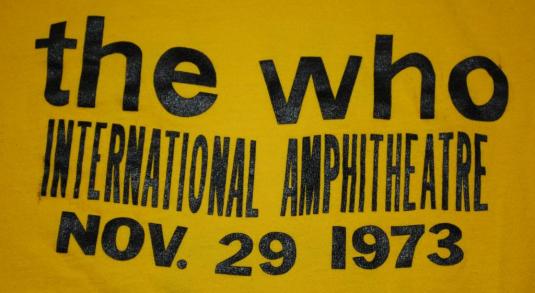 the who
INTERNATIONAL AMPHITHEATRE
NOV. 29 1973